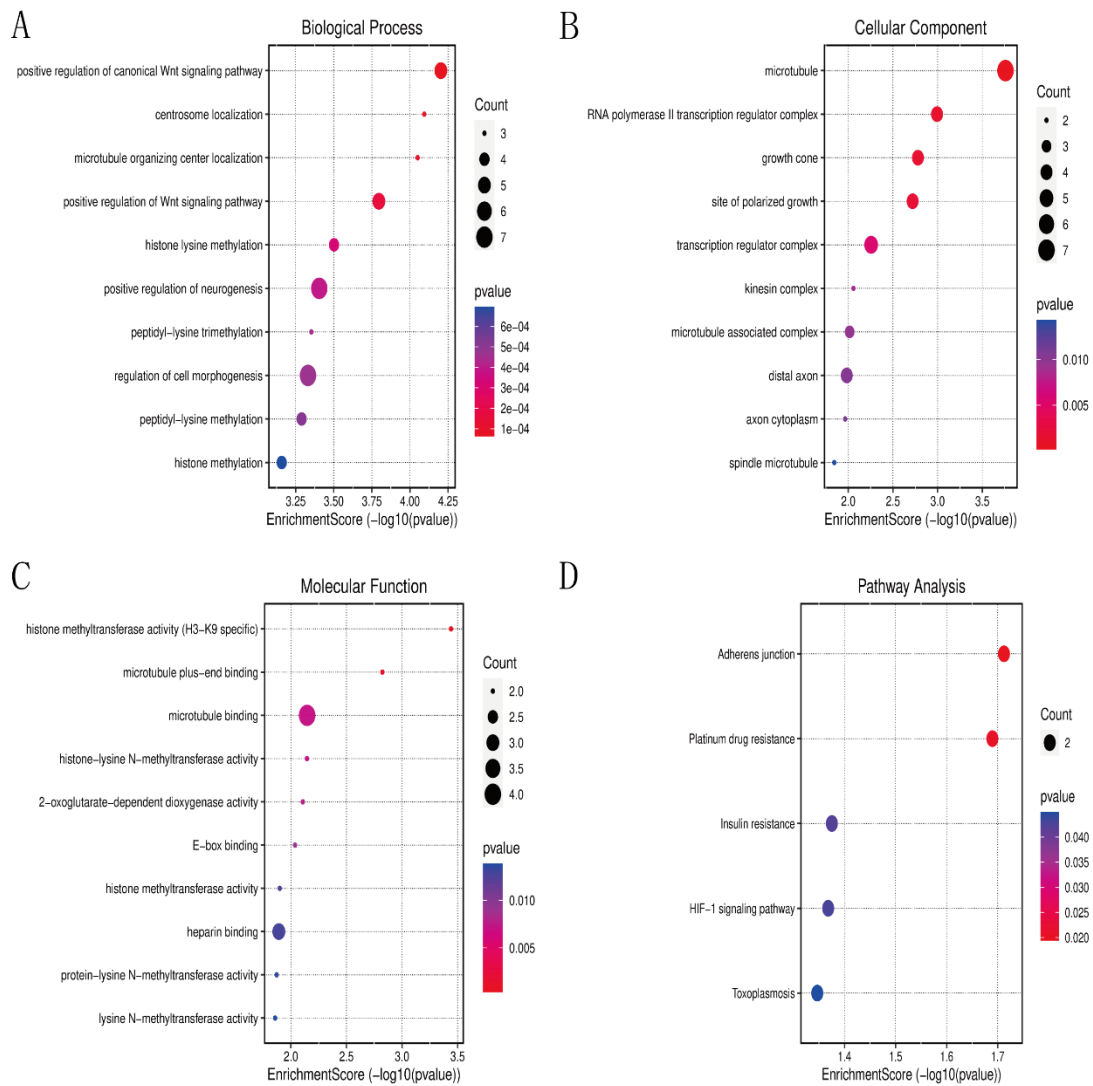 A
Biological Process
positive regulation of canonical Wnt signaling pathway
centrosome localization
microtubule organizing center localization
positive regulation of Wnt signaling pathway
histone lysine methylation
positive regulation of neurogenesis
peptidyl-lysine trimethylation
regulation of cell morphogenesis
peptidyl-lysine methylation
histone methylation
3.25 3.50 3.75 4.00 4.25
EnrichmentScore (-log10(pvalue))
Count
3
4
5
6
7
pvalue
6e-04
5e-04
4e-04
3e-04
2e-04
1e-04
B
Cellular Component
microtubule
RNA polymerase II transcription regulator complex
growth cone
site of polarized growth
transcription regulator complex
kinesin complex
microtubule associated complex
distal axon
axon cytoplasm
spindle microtubule
2.0 2.5 3.0 3.5
EnrichmentScore (-log10(pvalue))
Count
2
3
4
5
6
7
pvalue
0.010
0.005
C
Molecular Function
histone methyltransferase activity (H3-K9 specific)
microtubule plus-end binding
microtubule binding
histone-lysine N-methyltransferase activity
2-oxoglutarate-dependent dioxygenase activity
E-box binding
histone methyltransferase activity
heparin binding
protein-lysine N-methyltransferase activity
lysine N-methyltransferase activity
2.0 2.5 3.0 3.5
EnrichmentScore (-log10(pvalue))
Count
2.0
2.5
3.0
3.5
4.0
pvalue
0.010
0.005
D
Pathway Analysis
Adherens junction
Platinum drug resistance
Insulin resistance
HIF-1 signaling pathway
Toxoplasmosis
1.4 1.5 1.6 1.7
EnrichmentScore (-log10(pvalue))
Count
2
pvalue
0.040
0.035
0.030
0.025
0.020